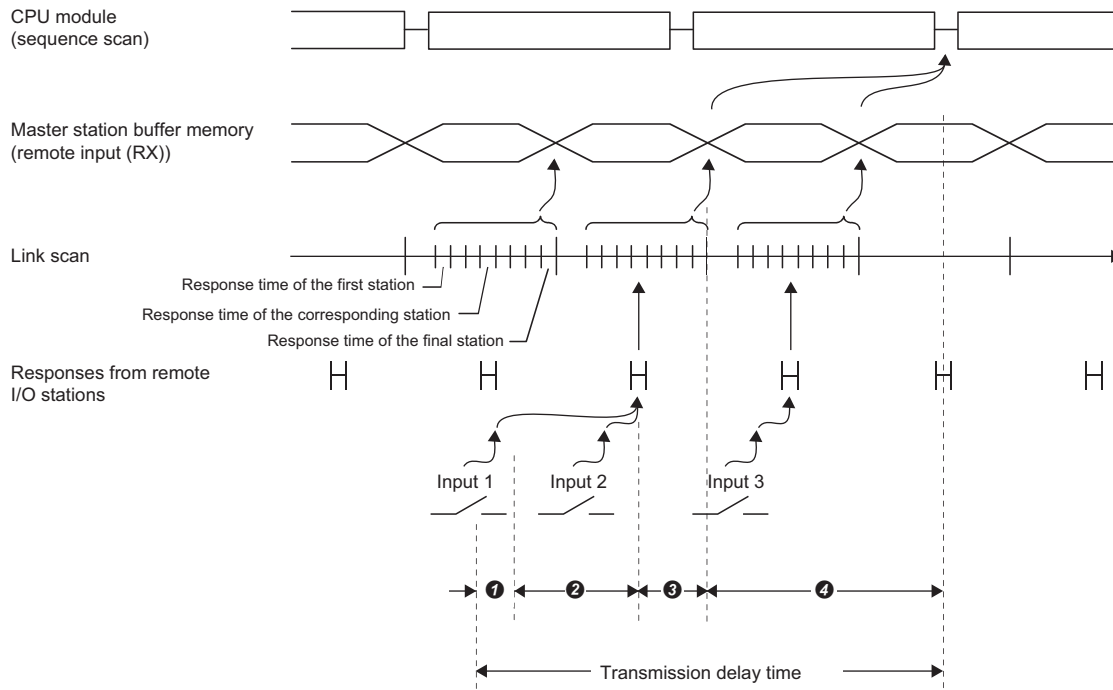 CPU module
(sequence scan)
Master station buffer memory
(remote input (RX))
Link scan
Response time of the first station
Response time of the corresponding station
Response time of the final station
Responses from remote
I/O stations
Input 1
Input 2
Input 3
❶
❷
❸
❹
Transmission delay time